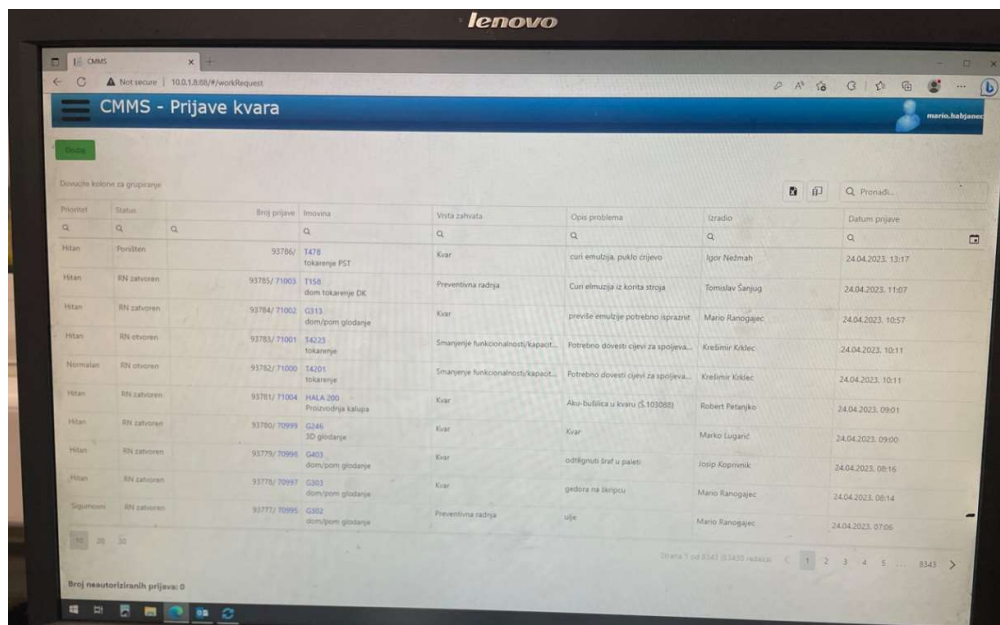 lenovo
CMMS
Not secure | 10.0.1.8:88/#/workRequest
CMMS - Prijave kvara
mario.habjanec
Dodaj
Dovucite kolone za grupiranje
Pronađi...
Prioritet Status Broj prijave Imovina Vrsta zahvata Opis problema Izradio Datum prijave
Hitan Poništen 93786/ T478 Kvar curi emulzija, puklo crijevo Igor Nežmah 24.04.2023. 13:17
tokarenje PST
Hitan RN zatvoren 93785/ 71003 T158 Preventivna radnja Curi elmuzija iz korita stroja Tomislav Šanjug 24.04.2023. 11:07
dom tokarenje DK
Hitan RN zatvoren 93784/ 71002 G313 Kvar previše emulzije potrebno ispraznit Mario Ranogajec 24.04.2023. 10:57
dom/pom glodanje
Hitan RN otvoren 93783/ 71001 T4223 Smanjenje funkcionalnosti/kapacit... Potrebno dovesti cijevi za spoljeva... Krešimir Krklec 24.04.2023. 10:11
tokarenje
Normalan RN otvoren 93782/ 71000 T4201 Smanjenje funkcionalnosti/kapacit... Potrebno dovesti cijevi za spoljeva... Krešimir Krklec 24.04.2023. 10:11
tokarenje
Hitan RN zatvoren 93781/ 71004 HALA 200 Kvar Aku-bušilica u kvaru (Š.103088) Robert Petanjko 24.04.2023. 09:01
Proizvodnja kalupa
Hitan RN zatvoren 93780/ 70999 G246 Kvar Kvar Marko Lugarić 24.04.2023. 09:00
3D glodanje
Hitan RN zatvoren 93779/ 70998 G403 Kvar odtegnuti šraf u paleti Josip Koprivnik 24.04.2023. 08:16
dom/pom glodanje
Hitan RN zatvoren 93778/ 70997 G303 Kvar gedora na škripcu Mario Ranogajec 24.04.2023. 08:14
dom/pom glodanje
Sigurnosni RN zatvoren 93777/ 70995 G302 Preventivna radnja ulje Mario Ranogajec 24.04.2023. 07:06
dom/pom glodanje
10 20 50 Strana 1 od 8343 1 2 3 4 5 ... 8343
Broj neautoriziranih prijava: 0